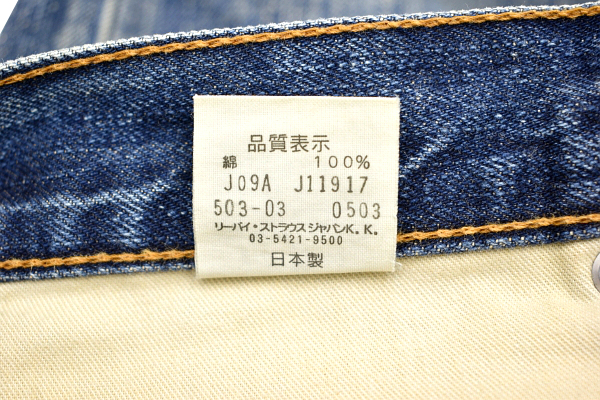 品質表示
綿 100%
J09A J11917
503-03 0503
リーバイ・ストラウス ジャパンK.K.
03-5421-9500
日本製